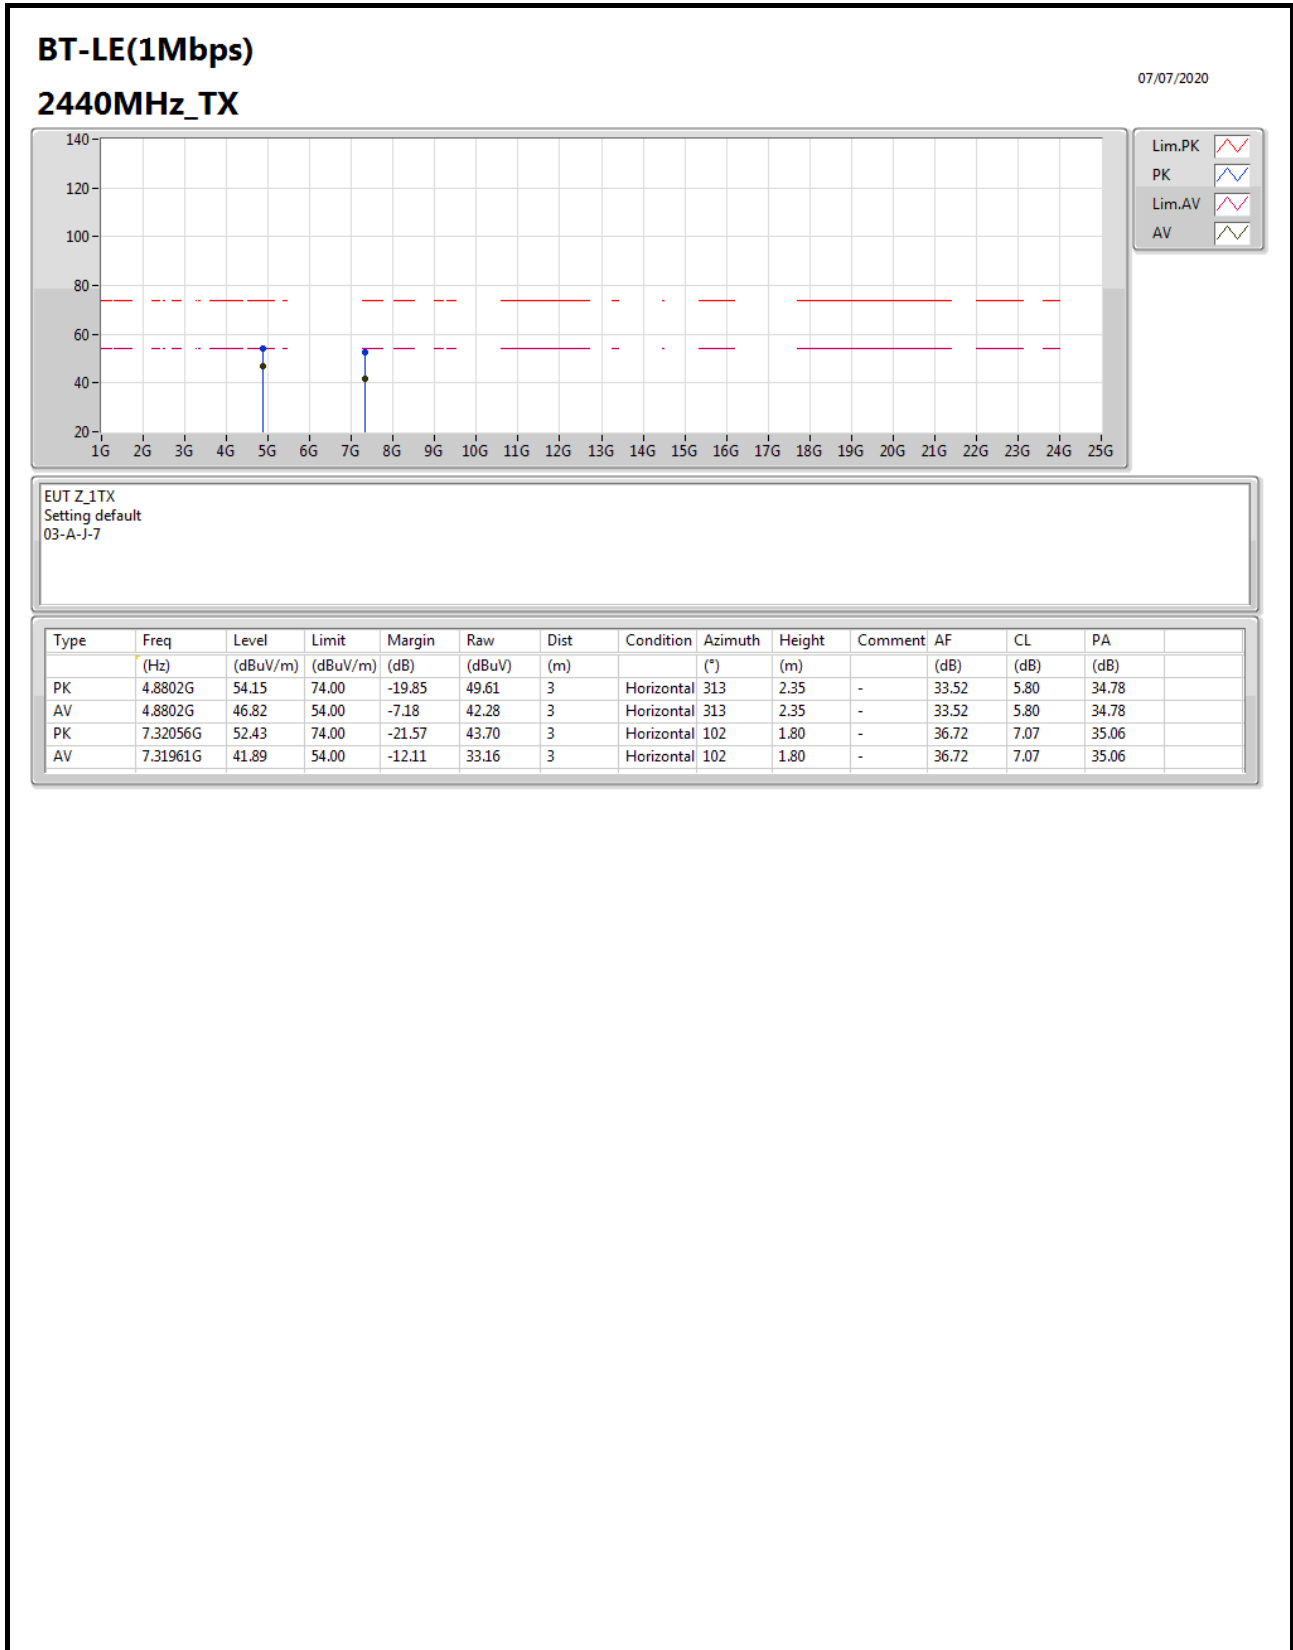 BT-LE(1Mbps)
07/07/2020
2440MHz_TX
140
120
100
80
60
40
20
1G 2G 3G 4G 5G 6G 7G 8G 9G 10G 11G 12G 13G 14G 15G 16G 17G 18G 19G 20G 21G 22G 23G 24G 25G
Lim.PK
PK
Lim.AV
AV
EUT Z_1TX
Setting default
03-A-J-7
Type Freq Level Limit Margin Raw Dist Condition Azimuth Height Comment AF CL PA
(Hz) (dBuV/m) (dBuV/m) (dB) (dBuV) (m) (°) (m) (dB) (dB) (dB)
PK 4.8802G 54.15 74.00 -19.85 49.61 3 Horizontal 313 2.35 - 33.52 5.80 34.78
AV 4.8802G 46.82 54.00 -7.18 42.28 3 Horizontal 313 2.35 - 33.52 5.80 34.78
PK 7.32056G 52.43 74.00 -21.57 43.70 3 Horizontal 102 1.80 - 36.72 7.07 35.06
AV 7.31961G 41.89 54.00 -12.11 33.16 3 Horizontal 102 1.80 - 36.72 7.07 35.06